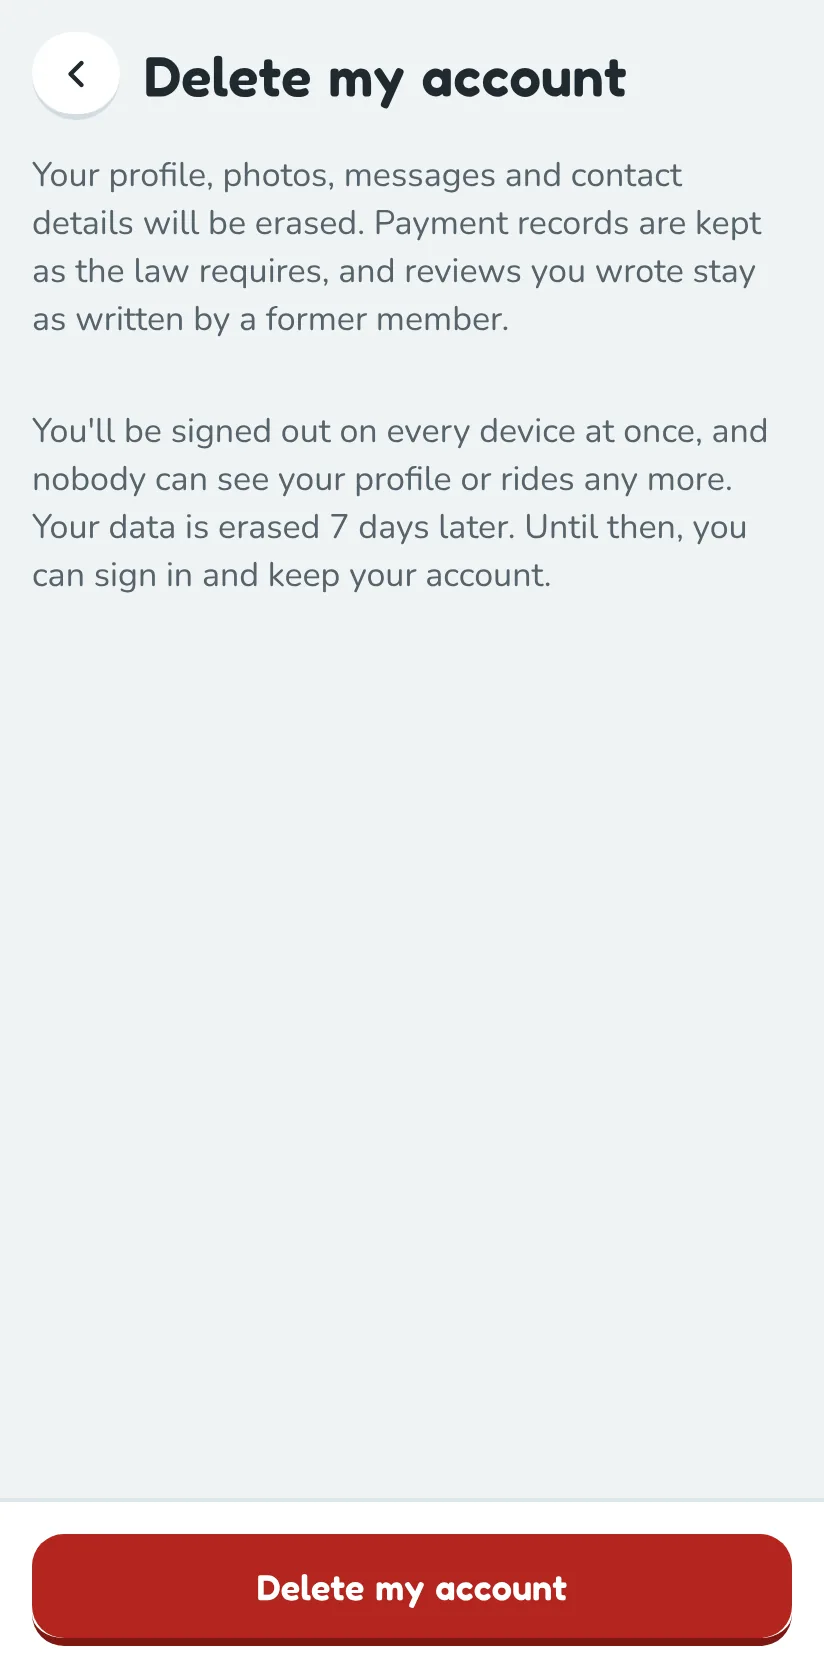 Delete my account
Your profile, photos, messages and contact
details will be erased. Payment records are kept
as the law requires, and reviews you wrote stay
as written by a former member.
You'll be signed out on every device at once, and
nobody can see your profile or rides any more.
Your data is erased 7 days later. Until then, you
can sign in and keep your account.
Delete my account